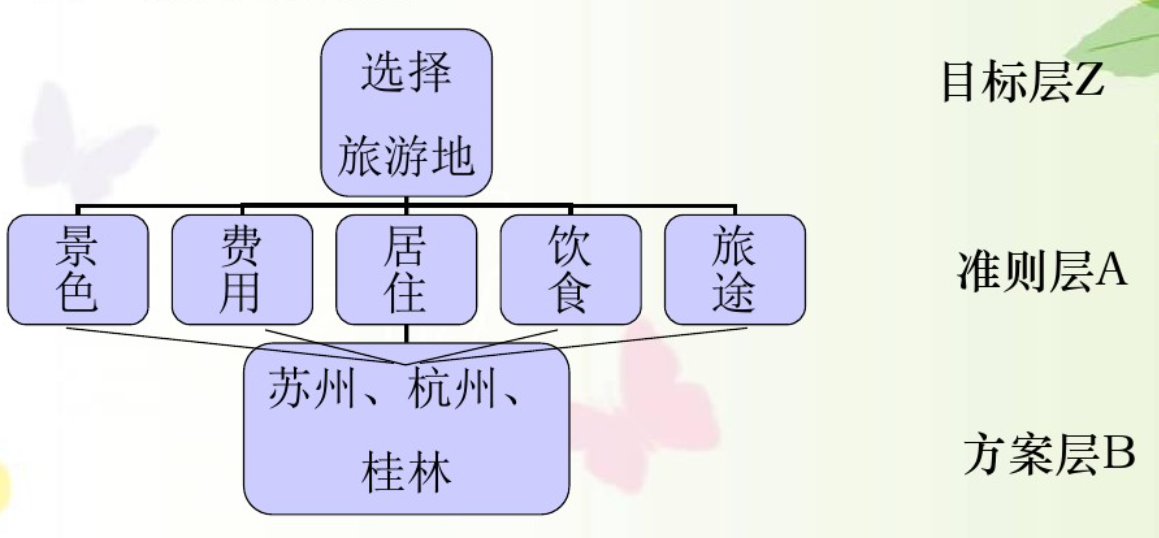 选择
旅游地
目标层Z
景色
费用
居住
饮食
旅途
准则层A
苏州、杭州、
桂林
方案层B